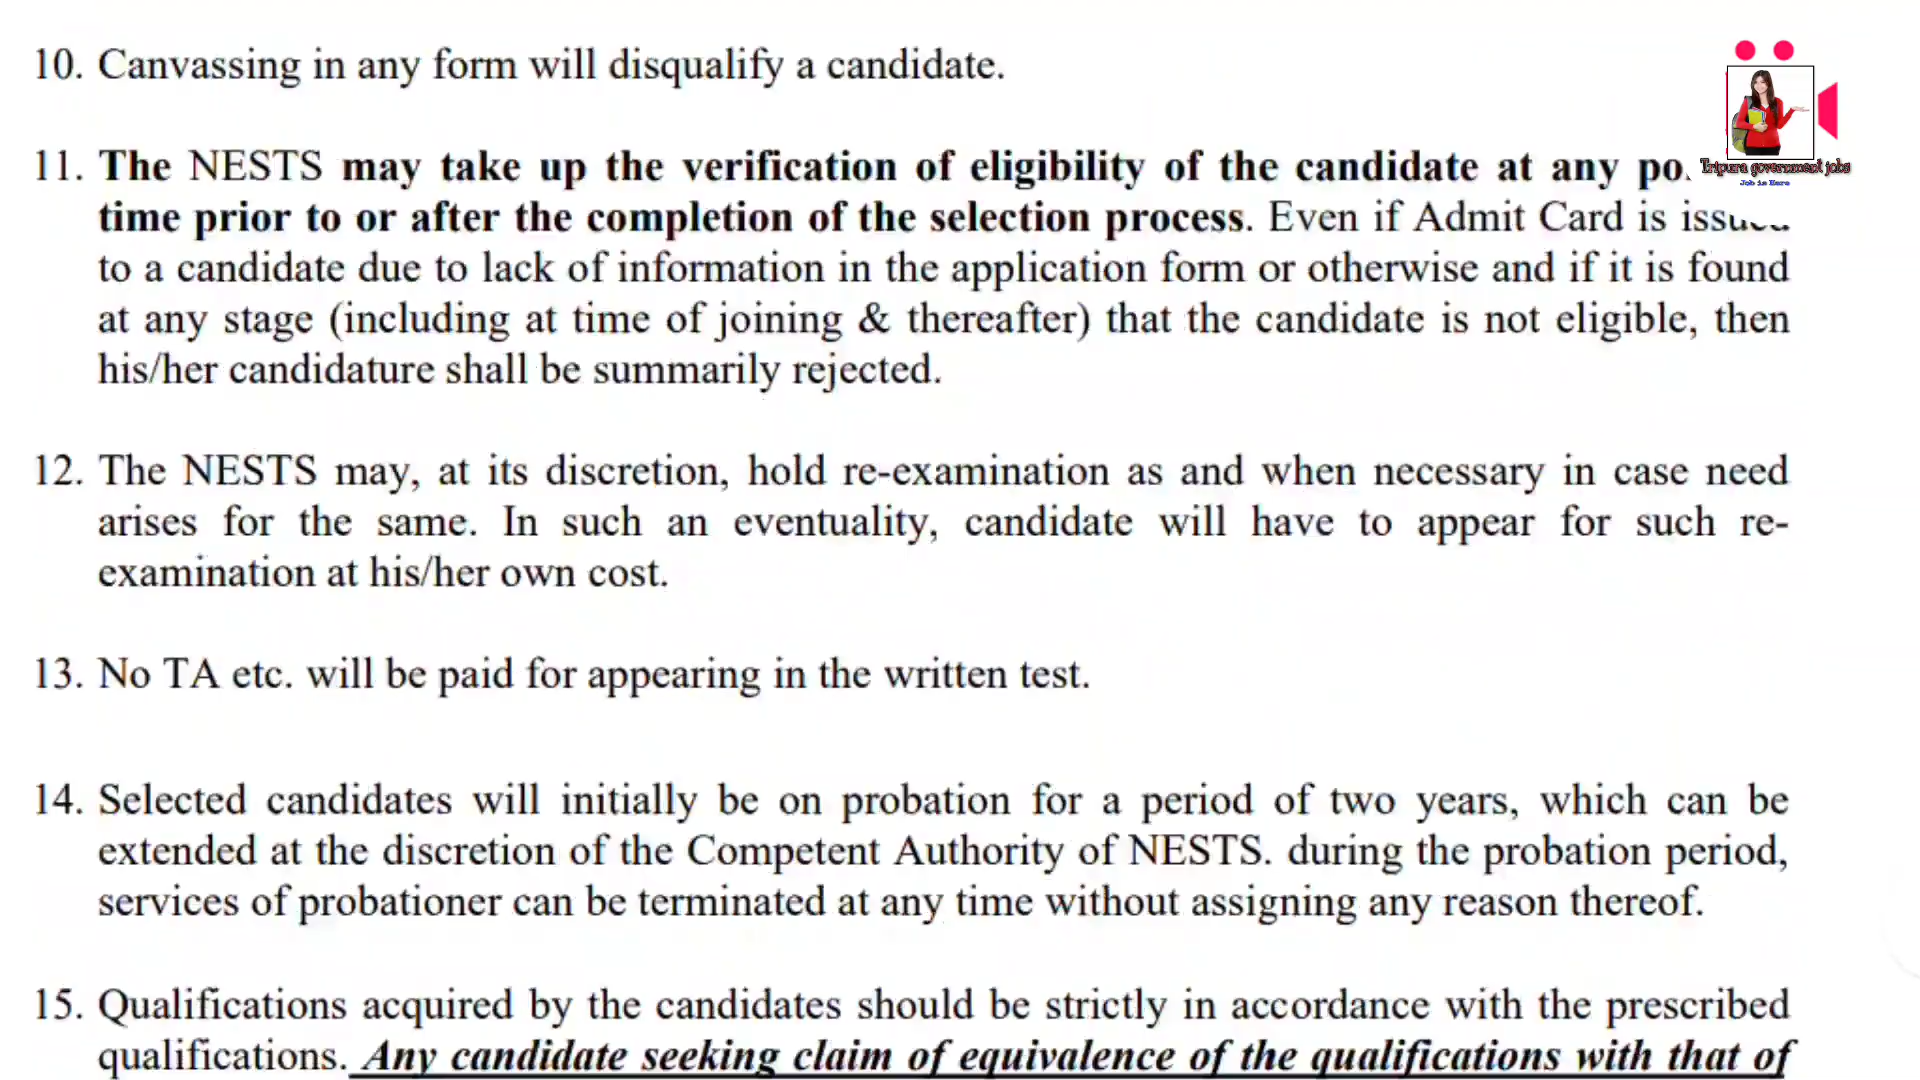 10. Canvassing in any form will disqualify a candidate.
11. The NESTS may take up the verification of eligibility of the candidate at any
time prior to or after the completion of the selection process. Even if Admit Card is
to a candidate due to lack of information in the application form or otherwise and if it is found
at any stage (including at time of joining & thereafter) that the candidate is not eligible, then
his/her candidature shall be summarily rejected.
12. The NESTS may, at its discretion, hold re-examination as and when necessary in case need
arises for the same. In such an eventuality, candidate will have to appear for such re-
examination at his/her own cost.
13. No TA etc. will be paid for appearing in the written test.
14. Selected candidates will initially be on probation for a period of two years, which can be
extended at the discretion of the Competent Authority of NESTS. during the probation period,
services of probationer can be terminated at any time without assigning any reason thereof.
15. Qualifications acquired by the candidates should be strictly in accordance with the prescribed
qualifications. Any candidate seeking claim of equivalence of the qualifications with that of
Tripura government jobs
Job is Here